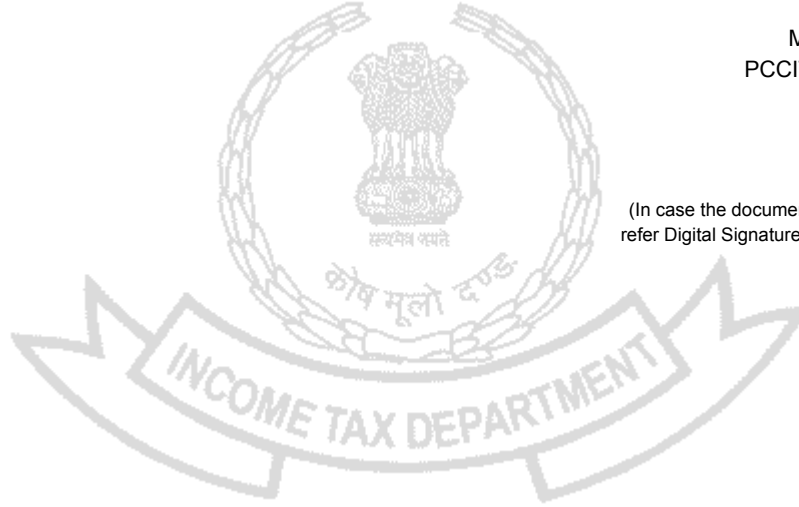 M
PCCI
(In case the docume
refer Digital Signature
सत्यमेव जयते
कोष मूलो दण्ड
INCOME TAX DEPARTMENT